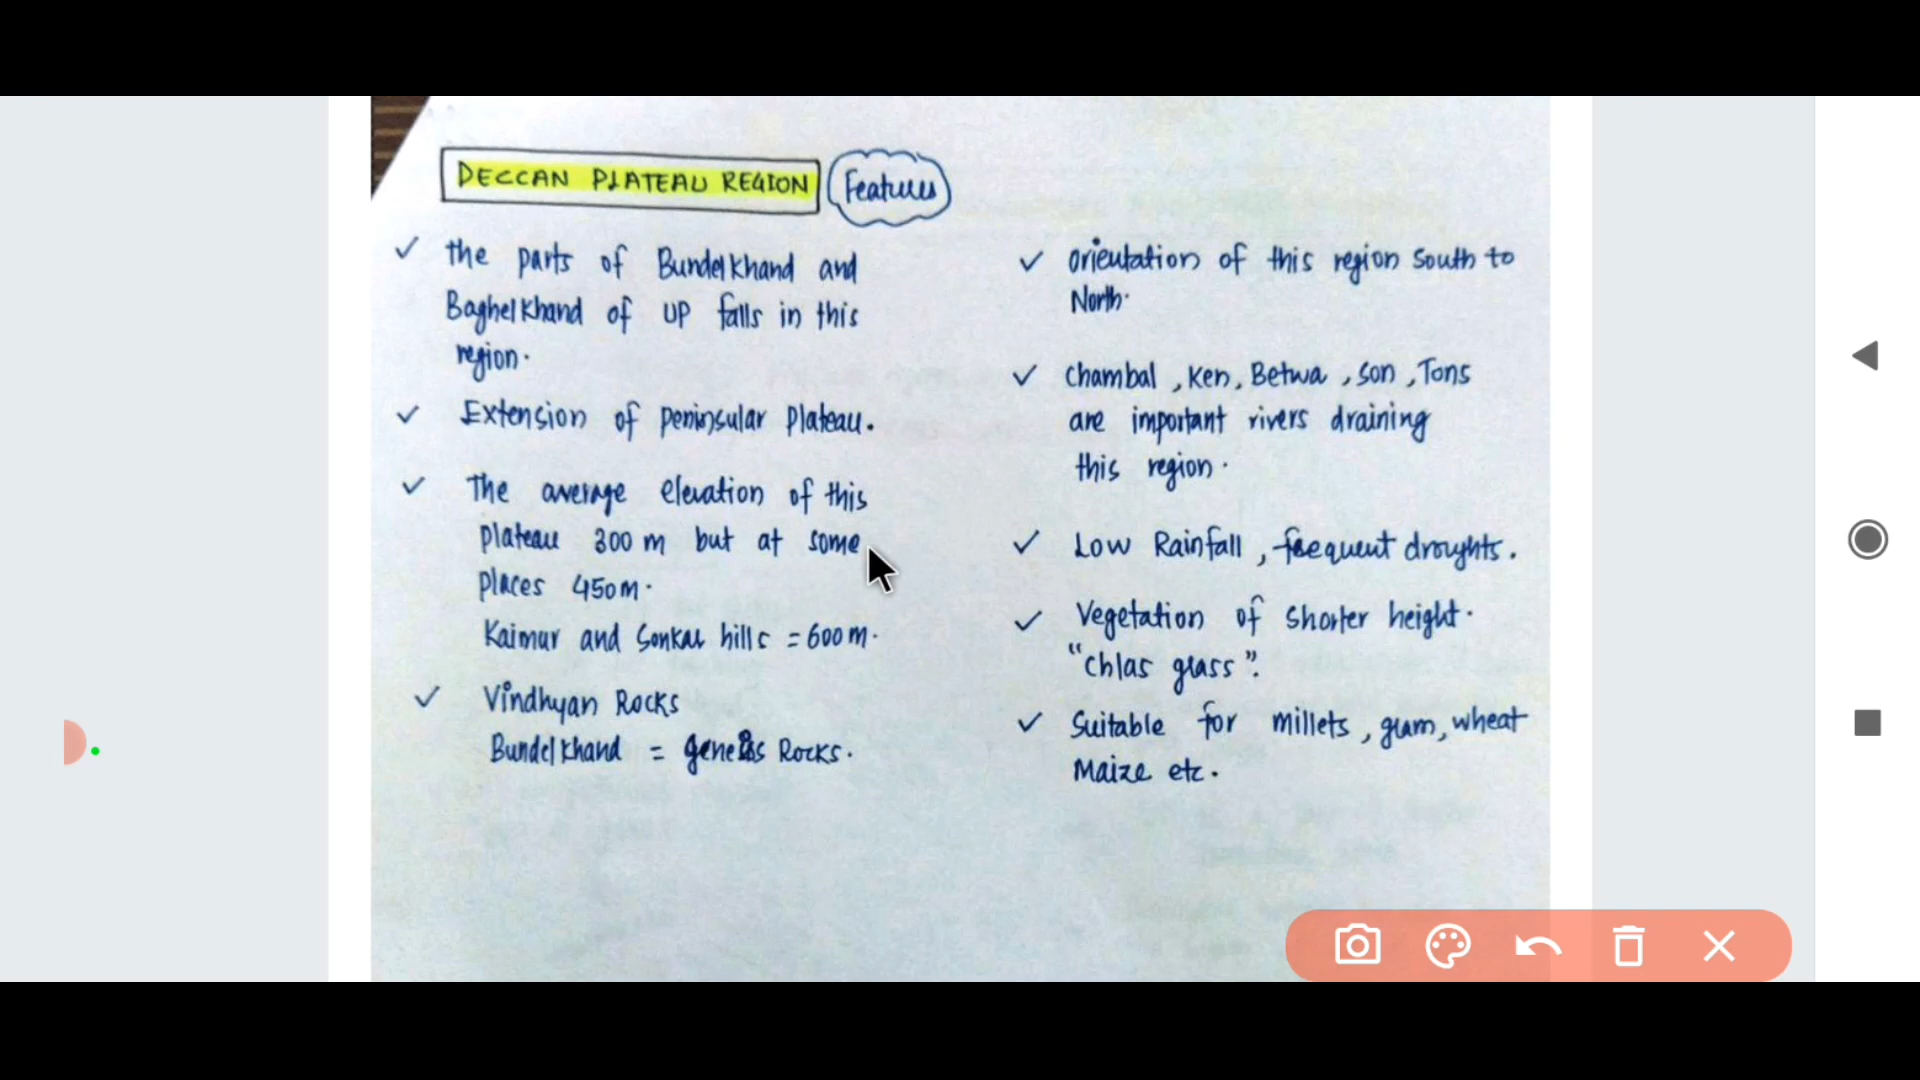 DECCAN PLATEAU REGION Features
the parts of Bundelkhand and
Baghelkhand of UP falls in this
region.
Extension of peninsular plateau.
The average elevation of this
plateau 300 m but at some
places 450m.
Kaimur and Sonkar hills = 600m.
Vindhyan Rocks
Bundelkhand = geneiss Rocks.
orientation of this region South to
North.
Chambal, Ken, Betwa, Son, Tons
are important rivers draining
this region.
Low Rainfall, frequent droughts.
Vegetation of shorter height.
"chlas grass".
Suitable for millets, gram, wheat
Maize etc.